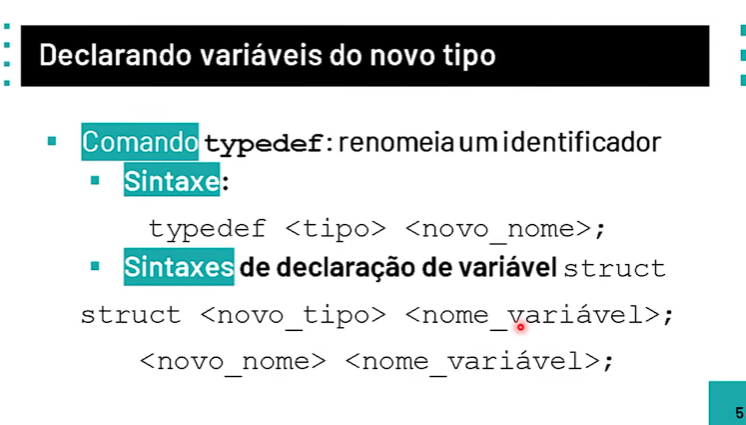 Declarando variáveis do novo tipo
Comando typedef: renomeia um identificador
Sintaxe:
typedef <tipo> <novo_nome>;
Sintaxes de declaração de variável struct
struct <novo_tipo> <nome_variável>;
<novo_nome> <nome_variável>;
5